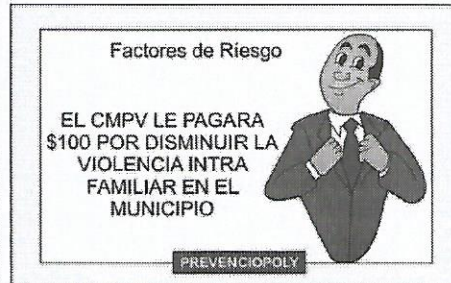 Factores de Riesgo
EL CMPV LE PAGARA
$100 POR DISMINUIR LA
VIOLENCIA INTRA
FAMILIAR EN EL
MUNICIPIO
PREVENCIOPOLY